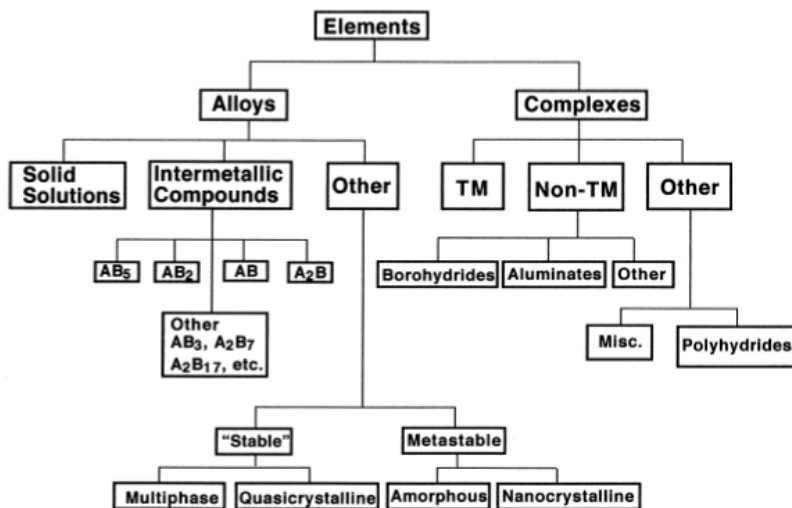 Elements
Alloys
Complexes
Solid
Solutions
Intermetallic
Compounds
Other
TM
Non-TM
Other
AB₅
AB₂
AB
A₂B
Borohydrides
Aluminates
Other
Other
AB₃, A₂B₇
A₂B₁₇, etc.
Misc.
Polyhydrides
"Stable"
Metastable
Multiphase
Quasicrystalline
Amorphous
Nanocrystalline